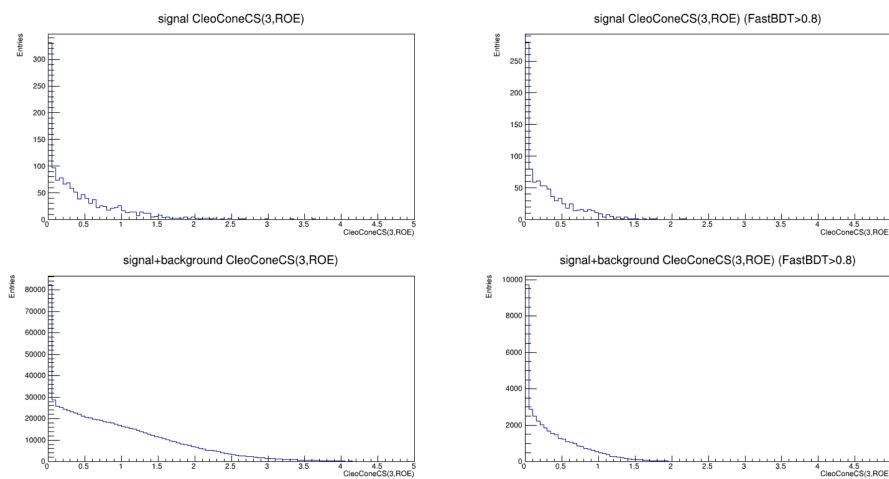 signal CleoConeCS(3,ROE)
Entries
300
250
200
150
100
50
0
0 0.5 1 1.5 2 2.5 3 3.5 4 4.5 5
CleoConeCS(3,ROE)
signal CleoConeCS(3,ROE) (FastBDT>0.8)
Entries
250
200
150
100
50
0
0 0.5 1 1.5 2 2.5 3 3.5 4 4.5
CleoConeCS(3,ROE)
signal+background CleoConeCS(3,ROE)
Entries
80000
70000
60000
50000
40000
30000
20000
10000
0
0 0.5 1 1.5 2 2.5 3 3.5 4 4.5 5
CleoConeCS(3,ROE)
signal+background CleoConeCS(3,ROE) (FastBDT>0.8)
Entries
10000
8000
6000
4000
2000
0
0 0.5 1 1.5 2 2.5 3 3.5 4 4.5
CleoConeCS(3,ROE)